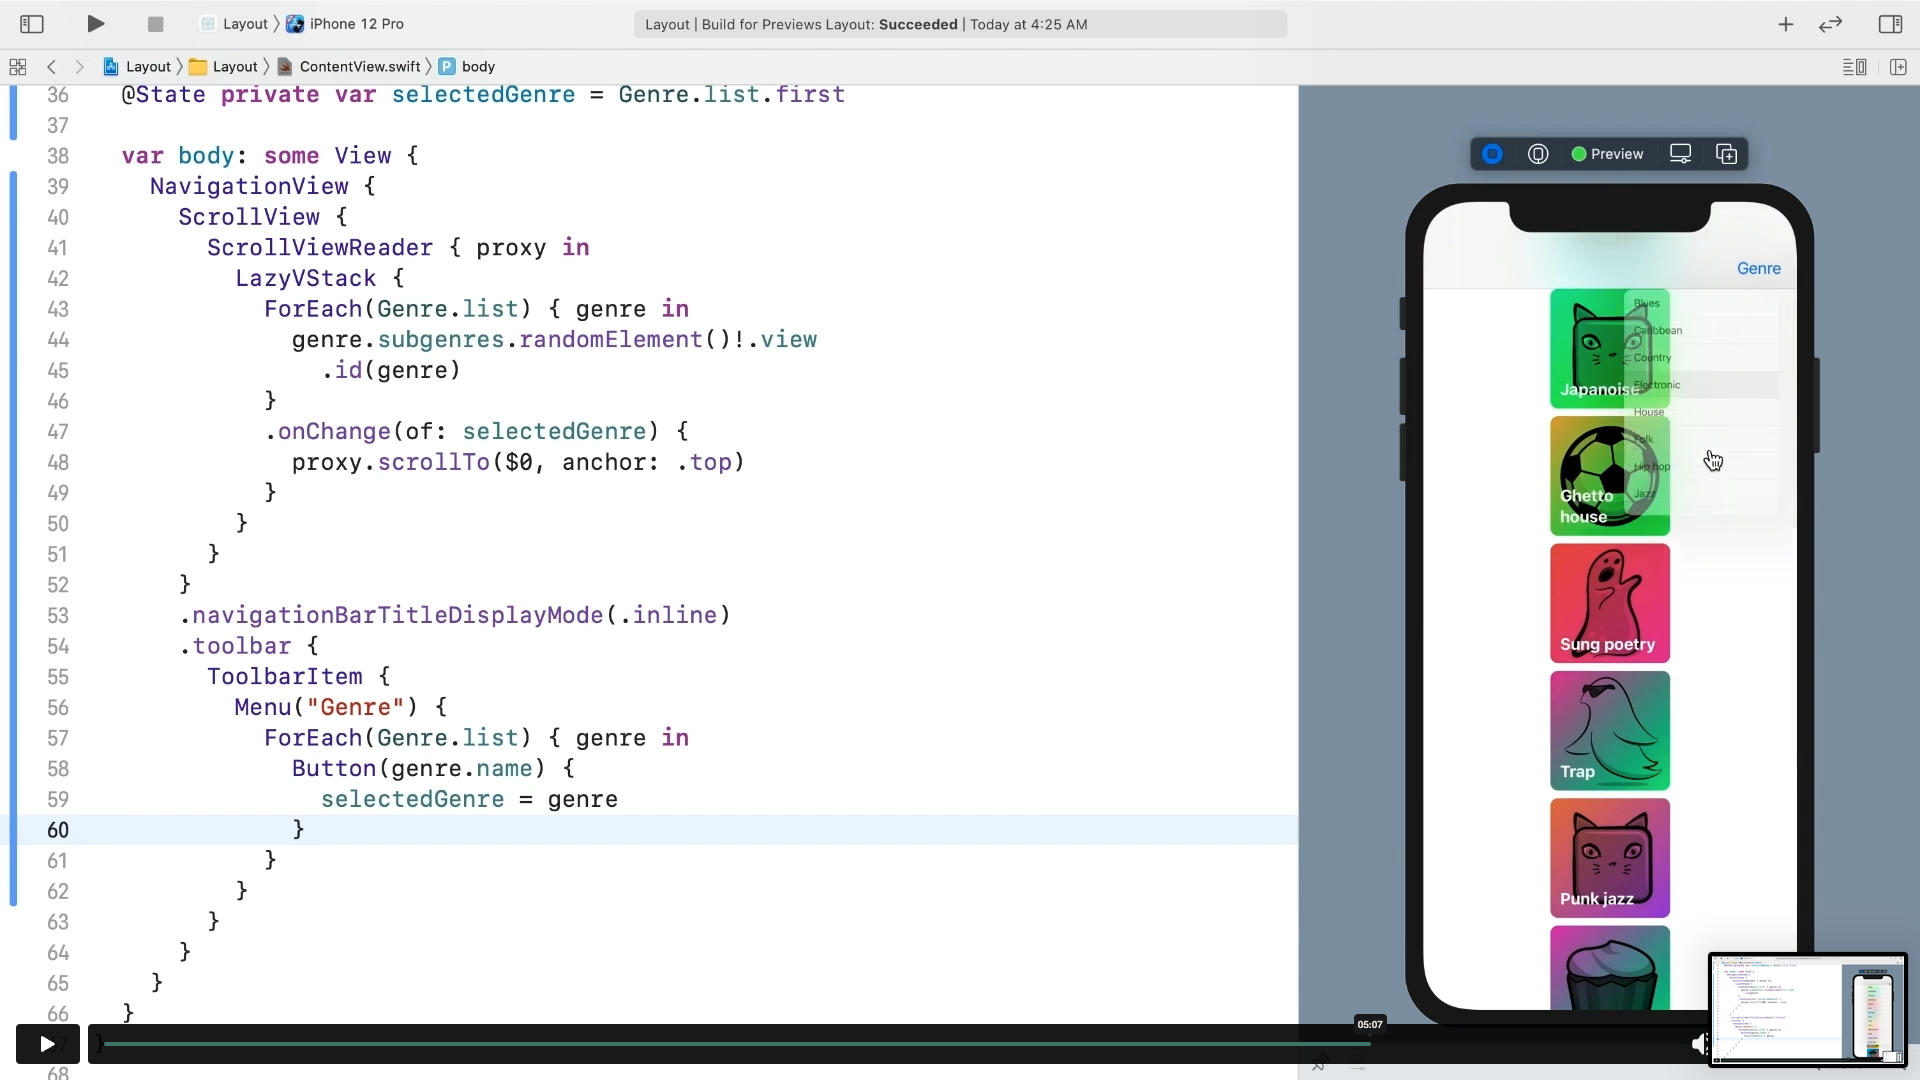 Layout 〉 iPhone 12 Pro
Layout | Build for Previews Layout: Succeeded | Today at 4:25 AM
Layout 〉 Layout 〉 ContentView.swift 〉 P body
36 @State private var selectedGenre = Genre.list.first
37
38 var body: some View {
39 NavigationView {
40 ScrollView {
41 ScrollViewReader { proxy in
42 LazyVStack {
43 ForEach(Genre.list) { genre in
44 genre.subgenres.randomElement()!.view
45 .id(genre)
46 }
47 .onChange(of: selectedGenre) {
48 proxy.scrollTo($0, anchor: .top)
49 }
50 }
51 }
52 }
53 .navigationBarTitleDisplayMode(.inline)
54 .toolbar {
55 ToolbarItem {
56 Menu("Genre") {
57 ForEach(Genre.list) { genre in
58 Button(genre.name) {
59 selectedGenre = genre
60 }
61 }
62 }
63 }
64 }
65 }
66 }
67 }
68
Preview
Genre
Blues
Caribbean
Country
Electronic
House
Folk
Hip hop
Jazz
Japanoise
Ghetto
house
Sung poetry
Trap
Punk jazz
05:07